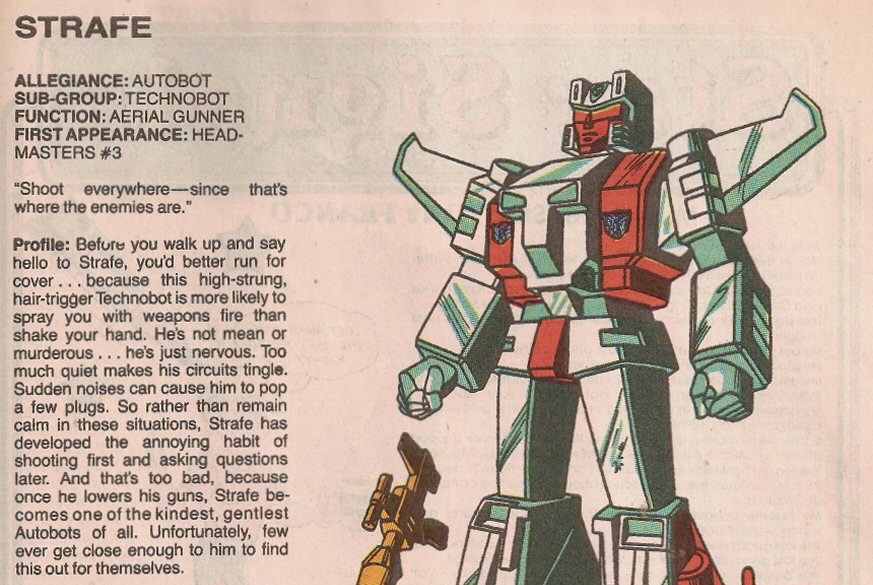 STRAFE
ALLEGIANCE: AUTOBOT
SUB-GROUP: TECHNOBOT
FUNCTION: AERIAL GUNNER
FIRST APPEARANCE: HEAD-
MASTERS #3
"Shoot everywhere—since that's
where the enemies are."
Profile: Before you walk up and say
hello to Strafe, you'd better run for
cover . . . because this high-strung,
hair-trigger Technobot is more likely to
spray you with weapons fire than
shake your hand. He's not mean or
murderous . . . he's just nervous. Too
much quiet makes his circuits tingle.
Sudden noises can cause him to pop
a few plugs. So rather than remain
calm in these situations, Strafe has
developed the annoying habit of
shooting first and asking questions
later. And that's too bad, because
once he lowers his guns, Strafe be-
comes one of the kindest, gentlest
Autobots of all. Unfortunately, few
ever get close enough to him to find
this out for themselves.